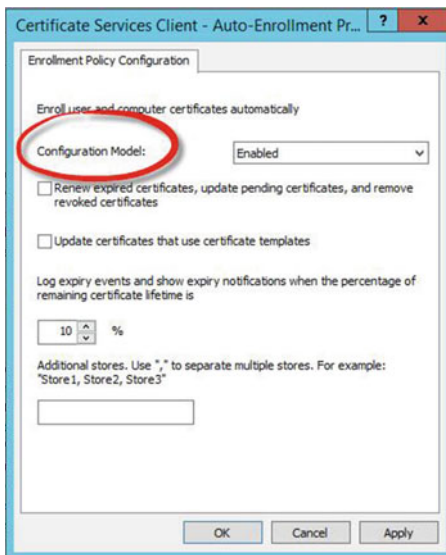 Certificate Services Client - Auto-Enrollment Pr...
? x
Enrollment Policy Configuration
Enroll user and computer certificates automatically
Configuration Model:
Enabled
Renew expired certificates, update pending certificates, and remove
revoked certificates
Update certificates that use certificate templates
Log expiry events and show expiry notifications when the percentage of
remaining certificate lifetime is
10 %
Additional stores. Use "," to separate multiple stores. For example:
"Store1, Store2, Store3"
OK Cancel Apply